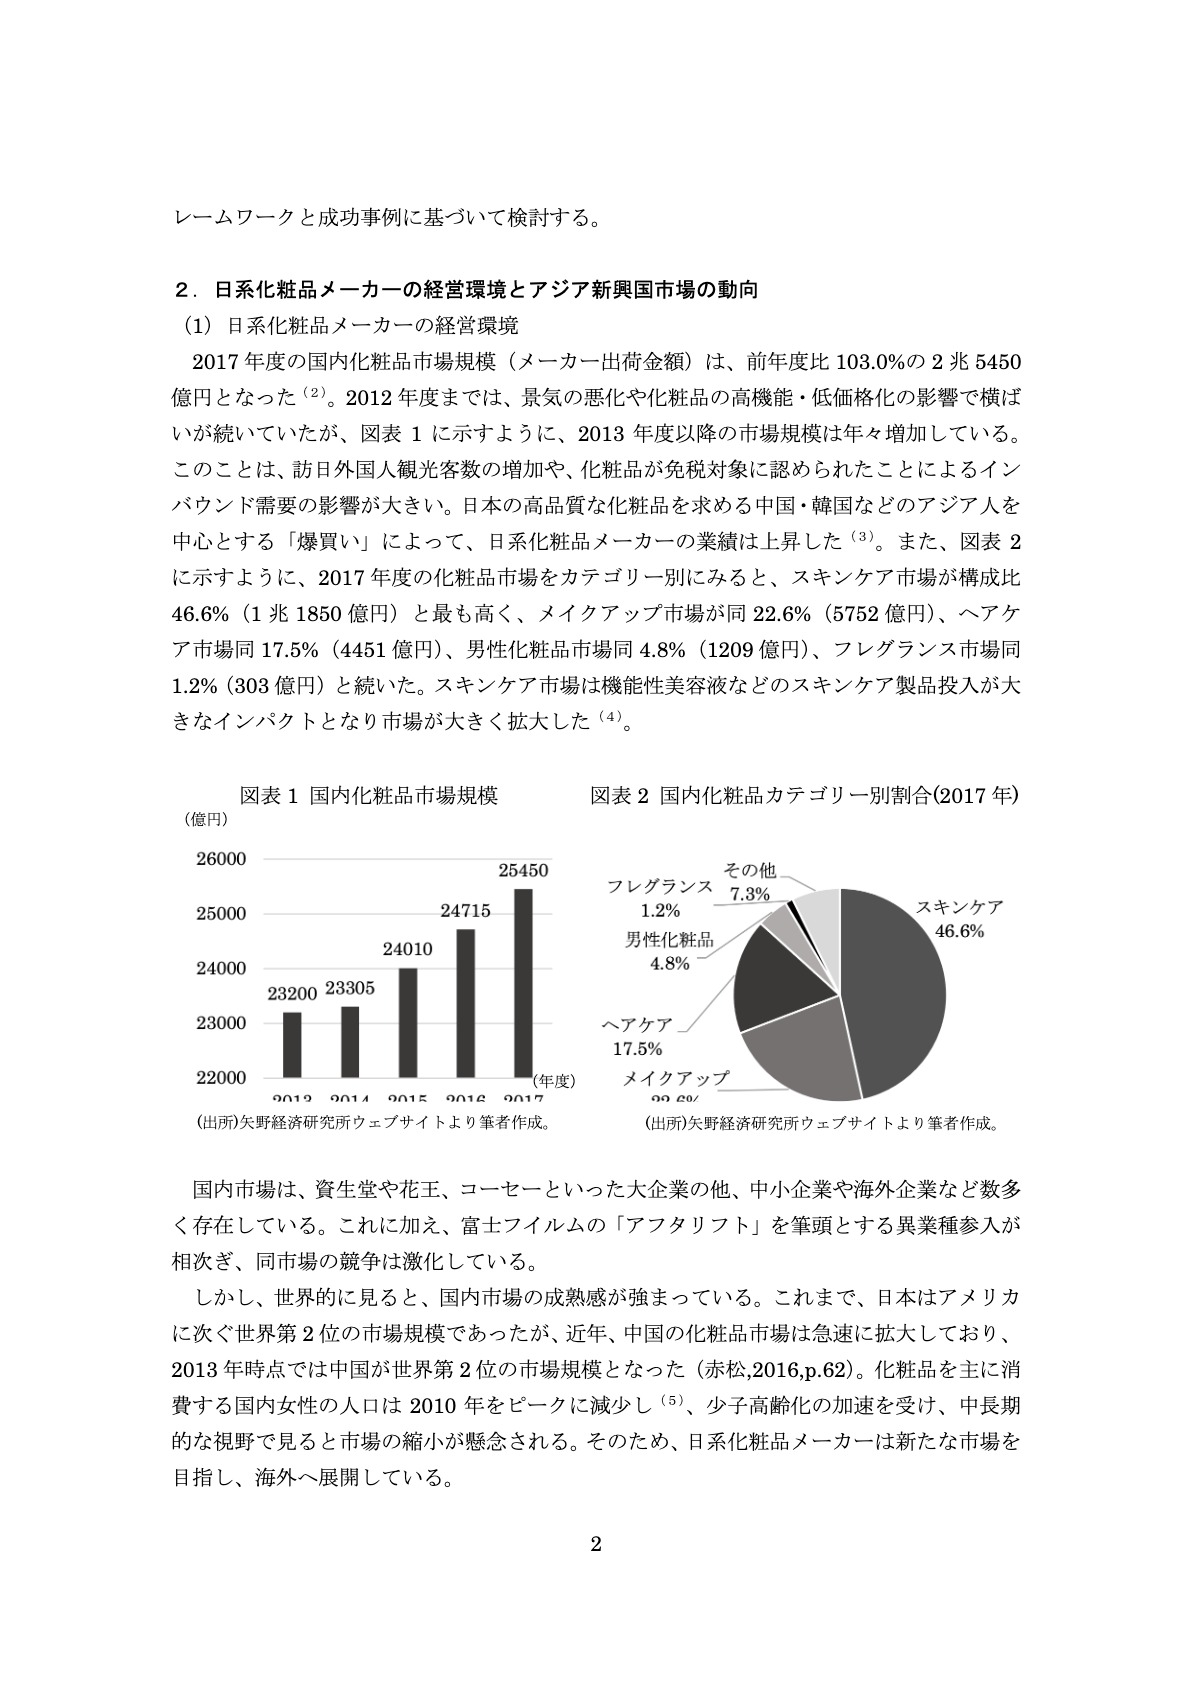 レームワークと成功事例に基づいて検討する。
２．日系化粧品メーカーの経営環境とアジア新興国市場の動向
（1）日系化粧品メーカーの経営環境
2017 年度の国内化粧品市場規模（メーカー出荷金額）は、前年度比 103.0%の 2 兆 5450
億円となった（2）。2012 年度までは、景気の悪化や化粧品の高機能・低価格化の影響で横ば
いが続いていたが、図表 1 に示すように、2013 年度以降の市場規模は年々増加している。
このことは、訪日外国人観光客数の増加や、化粧品が免税対象に認められたことによるイン
バウンド需要の影響が大きい。日本の高品質な化粧品を求める中国・韓国などのアジア人を
中心とする「爆買い」によって、日系化粧品メーカーの業績は上昇した（3）。また、図表 2
に示すように、2017 年度の化粧品市場をカテゴリー別にみると、スキンケア市場が構成比
46.6%（1 兆 1850 億円）と最も高く、メイクアップ市場が同 22.6%（5752 億円）、ヘアケ
ア市場同 17.5%（4451 億円）、男性化粧品市場同 4.8%（1209 億円）、フレグランス市場同
1.2%（303 億円）と続いた。スキンケア市場は機能性美容液などのスキンケア製品投入が大
きなインパクトとなり市場が大きく拡大した（4）。
図表 1 国内化粧品市場規模
（億円）
26000
25000
24000
23000
22000
23200
23305
24010
24715
25450
2013 2014 2015 2016 2017
(年度)
(出所)矢野経済研究所ウェブサイトより筆者作成。
図表 2 国内化粧品カテゴリー別割合(2017 年)
その他
7.3%
フレグランス
1.2%
男性化粧品
4.8%
ヘアケア
17.5%
メイクアップ
22.6%
スキンケア
46.6%
(出所)矢野経済研究所ウェブサイトより筆者作成。
国内市場は、資生堂や花王、コーセーといった大企業の他、中小企業や海外企業など数多
く存在している。これに加え、富士フイルムの「アフタリフト」を筆頭とする異業種参入が
相次ぎ、同市場の競争は激化している。
しかし、世界的に見ると、国内市場の成熟感が強まっている。これまで、日本はアメリカ
に次ぐ世界第 2 位の市場規模であったが、近年、中国の化粧品市場は急速に拡大しており、
2013 年時点では中国が世界第 2 位の市場規模となった（赤松,2016,p.62）。化粧品を主に消
費する国内女性の人口は 2010 年をピークに減少し（5）、少子高齢化の加速を受け、中長期
的な視野で見ると市場の縮小が懸念される。そのため、日系化粧品メーカーは新たな市場を
目指し、海外へ展開している。
2